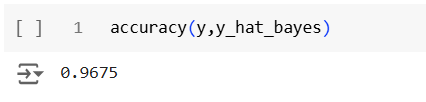 [ ] 1 accuracy(y,y_hat_bayes)
0.9675